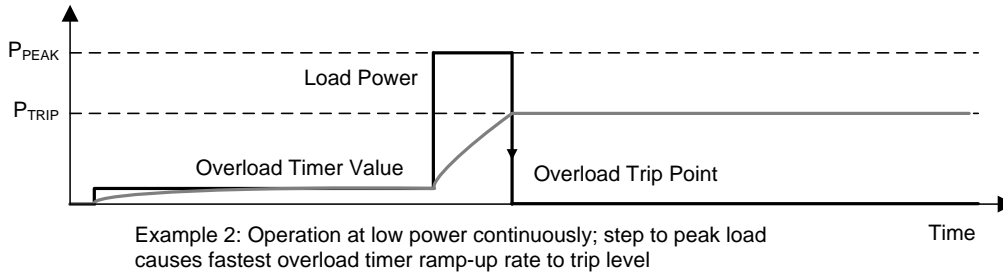 PPEAK
Load Power
PTRIP
Overload Timer Value
Overload Trip Point
Time
Example 2: Operation at low power continuously; step to peak load
causes fastest overload timer ramp-up rate to trip level